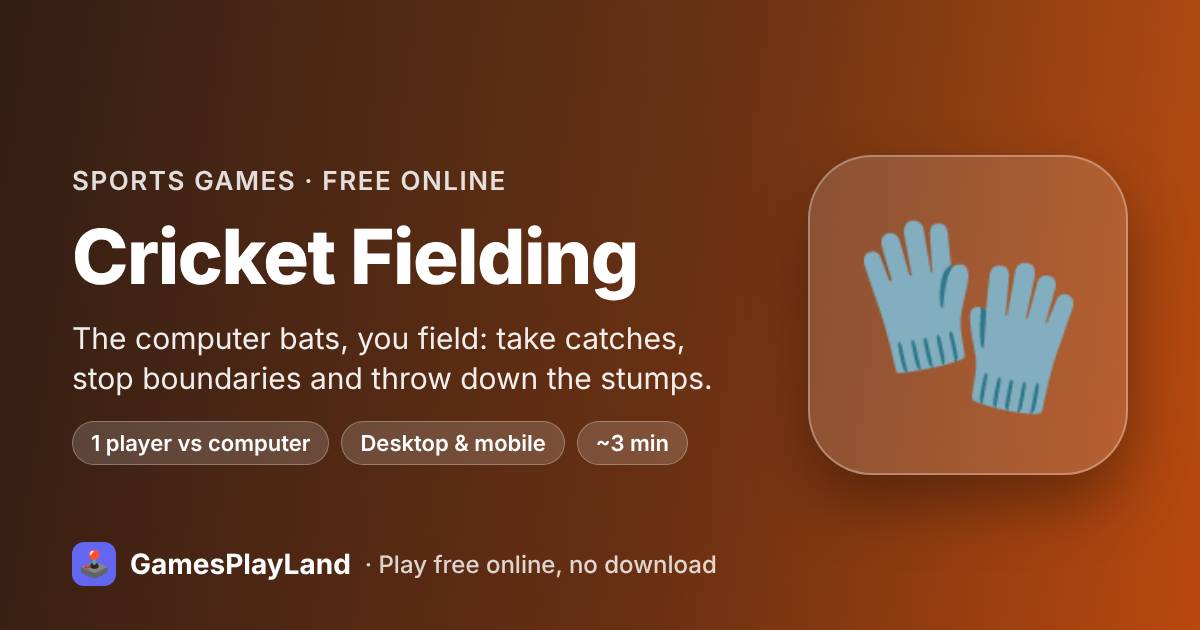 SPORTS GAMES · FREE ONLINE
Cricket Fielding
The computer bats, you field: take catches,
stop boundaries and throw down the stumps.
1 player vs computer
Desktop & mobile
~3 min
GamesPlayLand · Play free online, no download